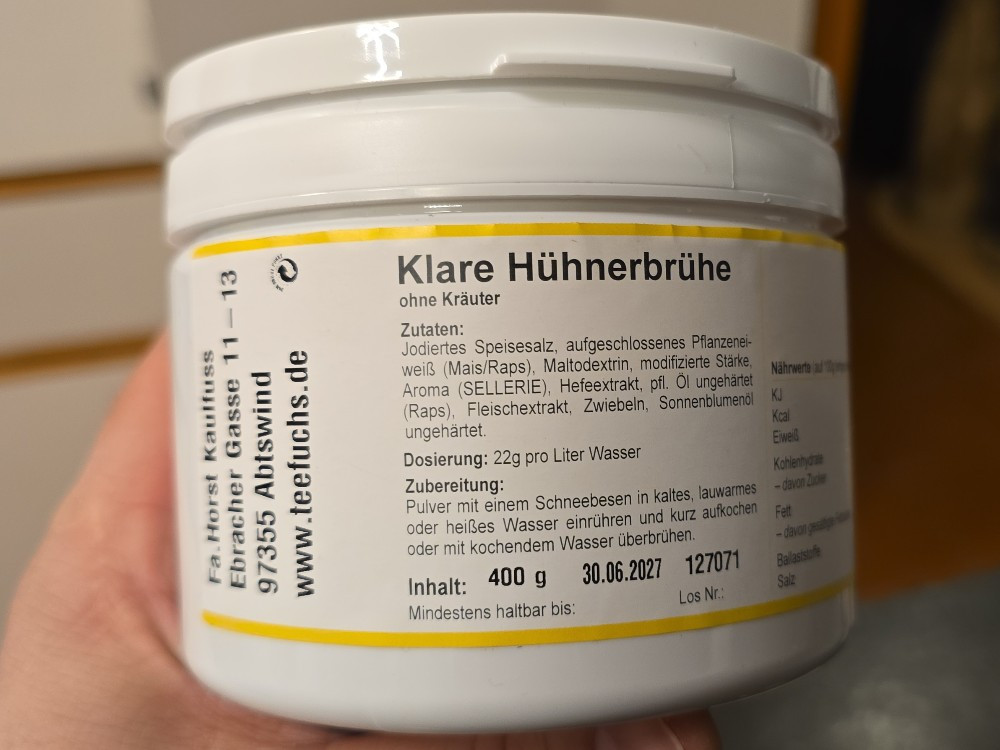 Fa.Horst Kaulfuss
Ebracher Gasse 11 – 13
97355 Abtswind
www.teefuchs.de
Klare Hühnerbrühe
ohne Kräuter
Zutaten:
Jodiertes Speisesalz, aufgeschlossenes Pflanzenei-
weiß (Mais/Raps), Maltodextrin, modifizierte Stärke,
Aroma (SELLERIE), Hefeextrakt, pfl. Öl ungehärtet
(Raps), Fleischextrakt, Zwiebeln, Sonnenblumenöl
ungehärtet.
Dosierung: 22g pro Liter Wasser
Zubereitung:
Pulver mit einem Schneebesen in kaltes, lauwarmes
oder heißes Wasser einrühren und kurz aufkochen
oder mit kochendem Wasser überbrühen.
Inhalt: 400 g 30.06.2027 127071
Mindestens haltbar bis: Los Nr.:
Nährwerte
KJ
Kcal
Eiweiß
Kohlenhydrate
– davon Zucker
Fett
– davon
Ballaststoffe
Salz